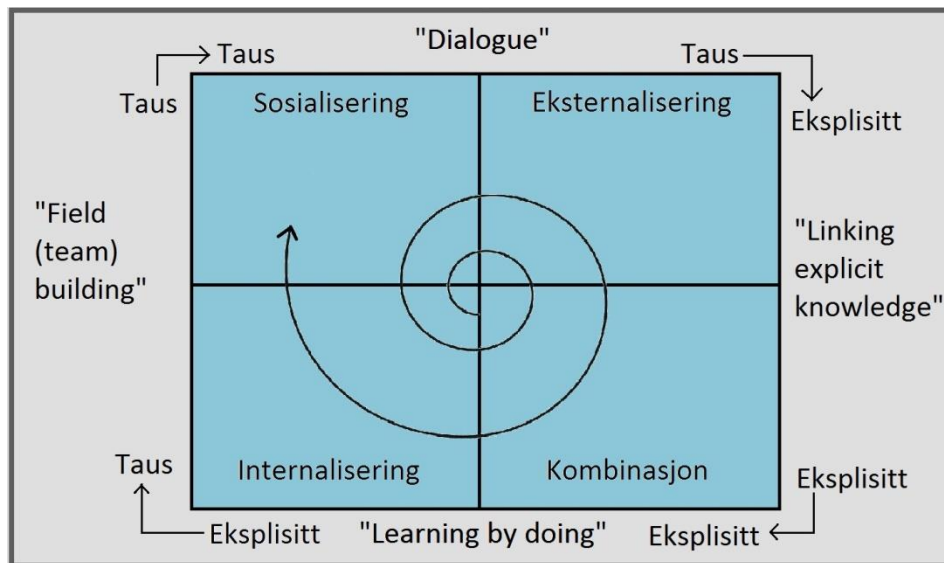 "Dialogue"
Taus
Taus
Taus
Eksplisitt
Sosialisering
Eksternalisering
"Field
(team)
building"
"Linking
explicit
knowledge"
Internalisering
Kombinasjon
Taus
Eksplisitt
Eksplisitt
Eksplisitt
"Learning by doing"